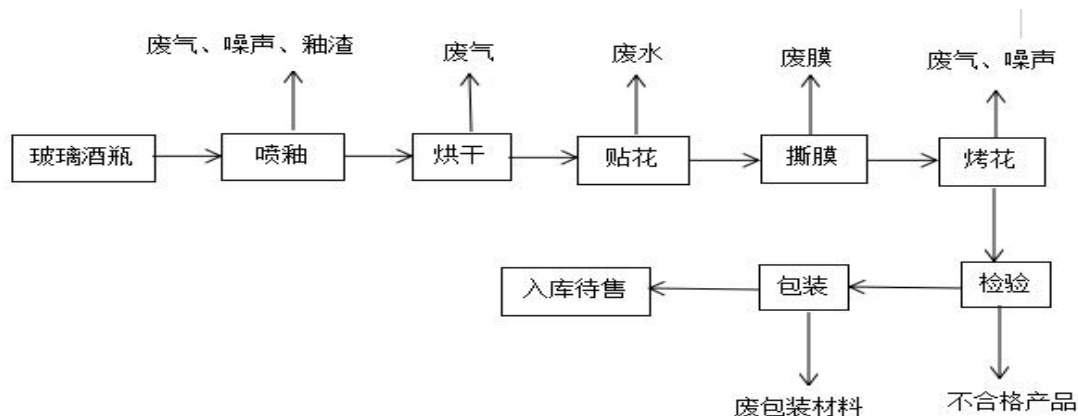 废气、噪声、釉渣
废气
废水
废膜
废气、噪声
玻璃酒瓶
喷釉
烘干
贴花
撕膜
烤花
入库待售
包装
检验
废包装材料
不合格产品